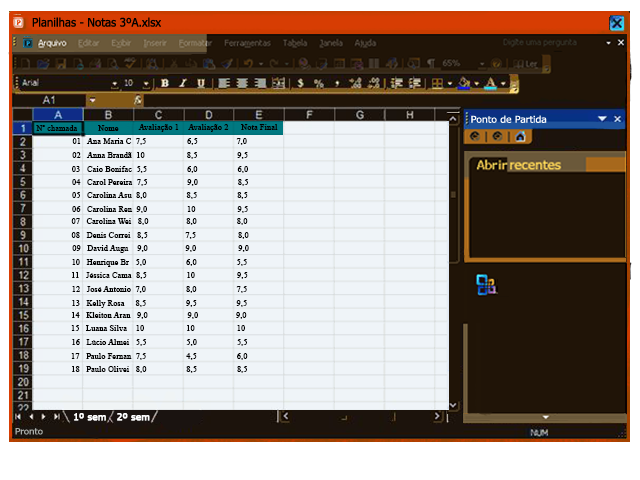 Planilhas - Notas 3ºA.xlsx
Arquivo Editar Exibir Inserir Formatar Ferramentas Tabela Janela Ajuda Digite uma pergunta
65% Ler
Arial 10 B I U $ %
A1 fx
A B C D E F G H
1 N° chamada Nome Avaliação 1 Avaliação 2 Nota Final
2 01 Ana Maria C 7,5 6,5 7,0
3 02 Anna Brandã 10 8,5 9,5
4 03 Caio Bonifac 5,5 6,0 6,0
5 04 Carol Pereira 7,5 9,0 8,5
6 05 Carolina Asu 8,0 8,5 8,5
7 06 Carolina Ren 9,0 10 9,5
8 07 Carolina Wei 8,0 8,0 8,0
9 08 Denis Correi 8,5 7,5 8,0
10 09 David Augu 9,0 9,0 9,0
11 10 Henrique Br 5,0 6,0 5,5
12 11 Jéssica Cama 8,5 10 9,5
13 12 José Antonio 7,0 8,0 7,5
14 13 Kelly Rosa 8,5 9,5 9,5
15 14 Kleiton Aran 9,0 9,0 9,0
16 15 Luana Silva 10 10 10
17 16 Lúcio Almei 5,5 5,0 5,5
18 17 Paulo Fernan 7,5 4,5 6,0
19 18 Paulo Olivei 8,0 8,5 8,5
20
21
22
1º sem 2º sem
Pronto NUM
Ponto de Partida
Abrir recentes